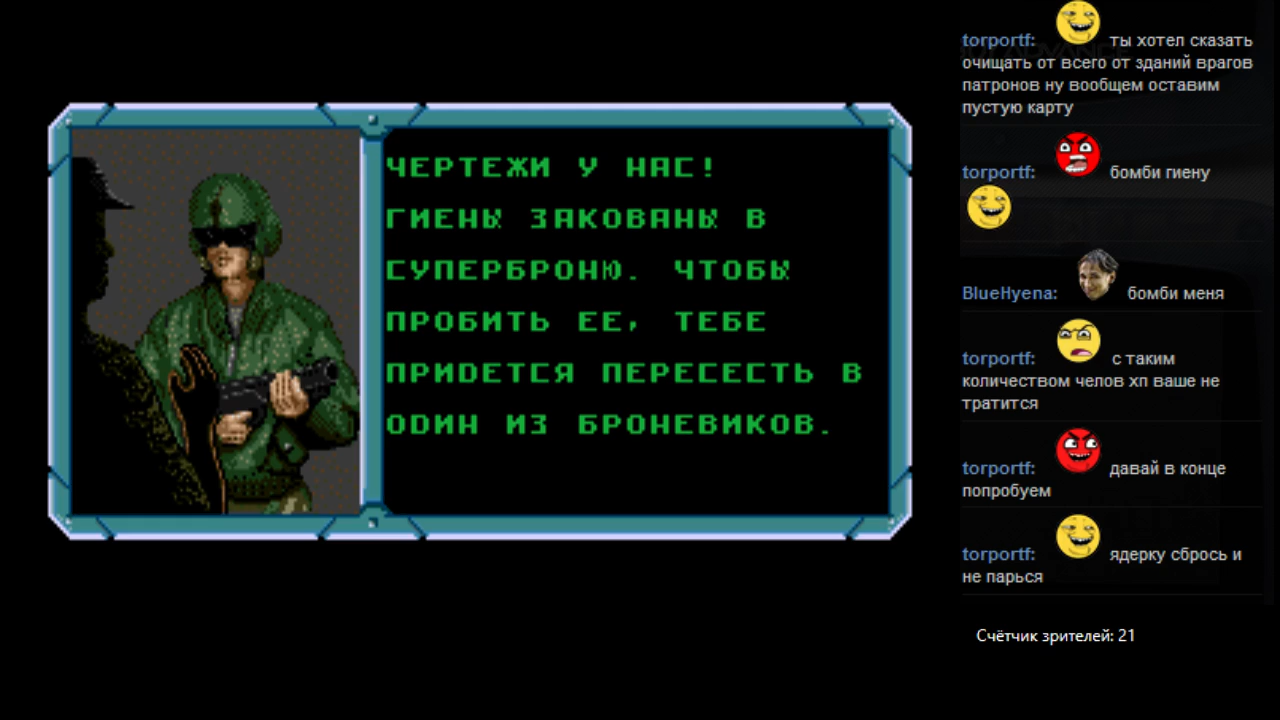 ЧЕРТЕЖИ У НАС!
ГИЕНЫ ЗАКОВАНЫ В
СУПЕРБРОНЮ. ЧТОБЫ
ПРОБИТЬ ЕЕ, ТЕБЕ
ПРИДЕТСЯ ПЕРЕСЕСТЬ В
ОДИН ИЗ БРОНЕВИКОВ.
torportf: ты хотел сказать
очищать от всего от зданий врагов
патронов ну вообщем оставим
пустую карту
torportf: бомби гиену
BlueHyena: бомби меня
torportf: с таким
количеством челов хп ваше не
тратится
torportf: давай в конце
попробуем
torportf: ядерку сбрось и
не парься
Счётчик зрителей: 21